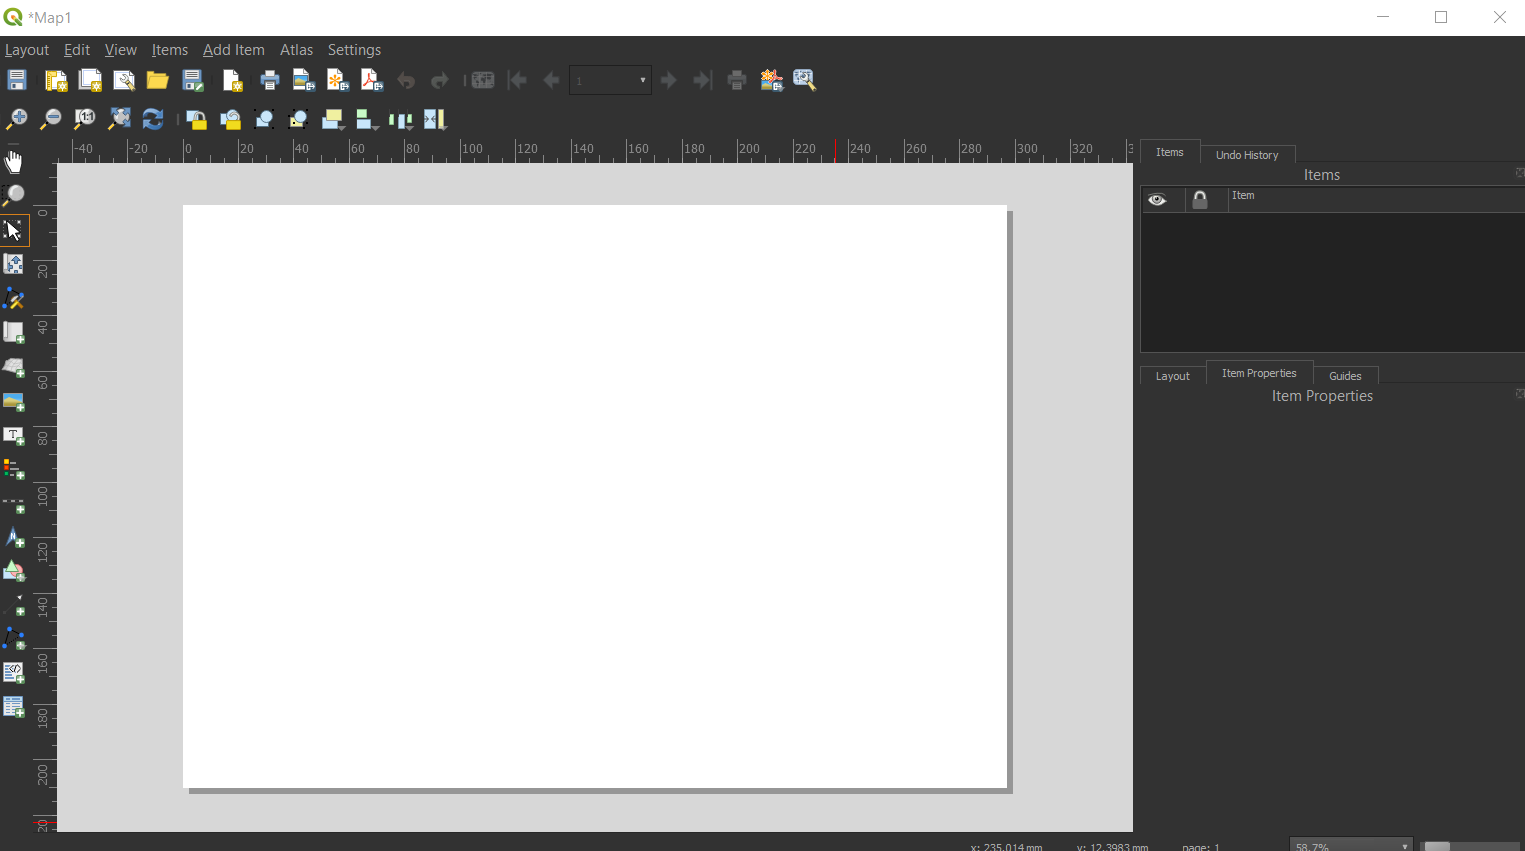 *Map1
Layout Edit View Items Add Item Atlas Settings
1
1:1
-40 -20 0 20 40 60 80 100 120 140 160 180 200 220 240 260 280 300 320
Items Undo History
Items
Item
0
20
40
60
80
100
120
140
160
180
200
Layout Item Properties Guides
Item Properties
T
N
x: 235.014 mm y: 12.3983 mm page: 1 58.7%